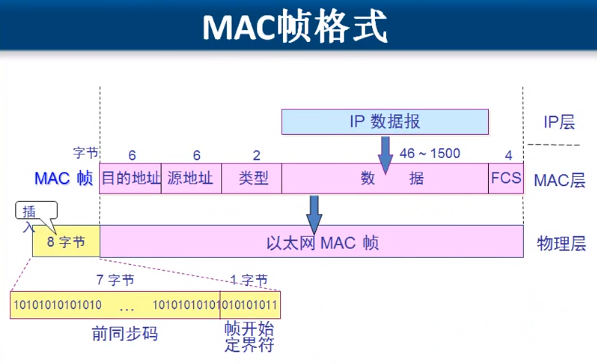 MAC帧格式
IP 数据报
IP层
字节
6
6
2
46 ~ 1500
4
MAC 帧
目的地址
源地址
类型
数 据
FCS
MAC层
插入
8 字节
以太网 MAC 帧
物理层
7 字节
1 字节
10101010101010 ... 10101010101010101011
前同步码
帧开始
定界符